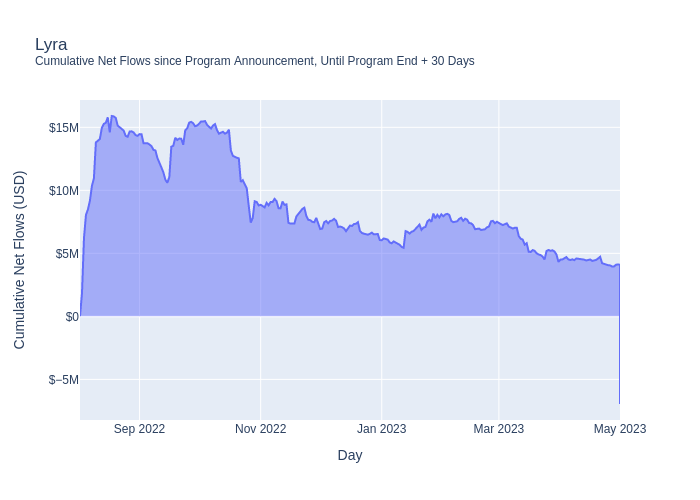 Lyra
Cumulative Net Flows since Program Announcement, Until Program End + 30 Days
Cumulative Net Flows (USD)
$15M
$10M
$5M
$0
$−5M
Sep 2022
Nov 2022
Jan 2023
Mar 2023
May 2023
Day